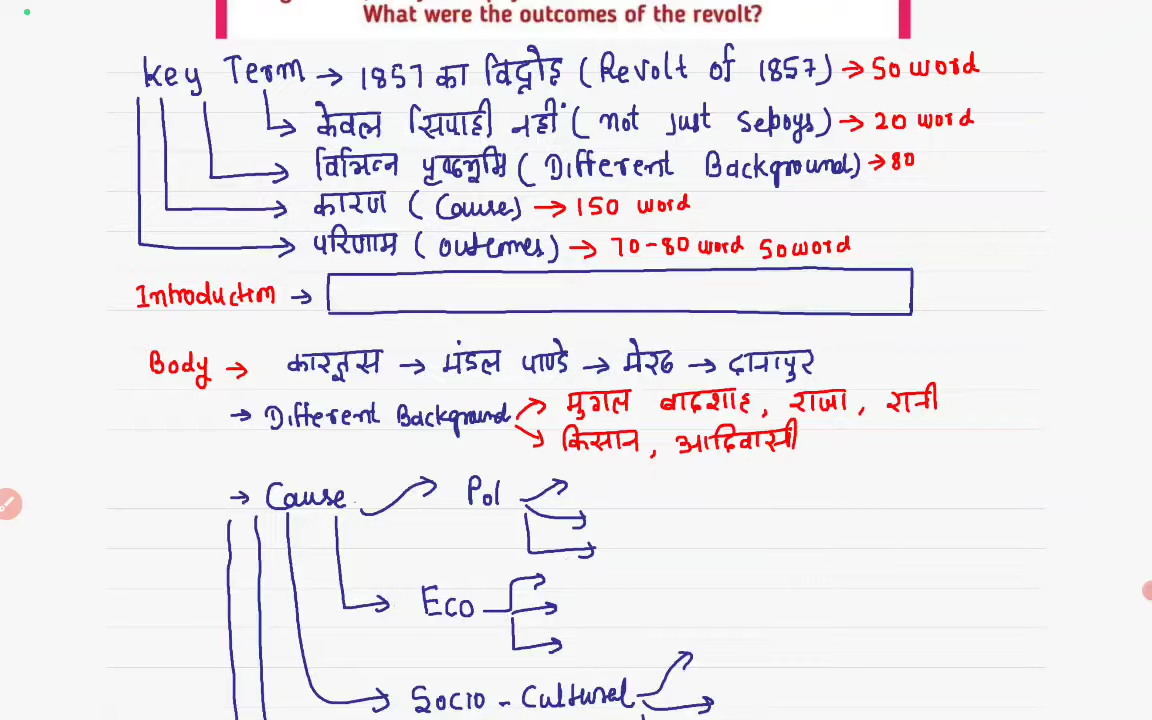 What were the outcomes of the revolt?
Key Term → 1857 का विद्रोह (Revolt of 1857) → 50 word
→ केवल सिपाही नहीं (not just sepoys) → 20 word
→ विभिन्न पृष्ठभूमि (Different Background) → 80
→ कारण (Cause) → 150 word
→ परिणाम (outcomes) → 70-80 word 50 word
Introduction →
Body → कारतूस → मंडल पाण्डे → मेरठ → दानापुर
→ Different Background → मुगल बादशाह, राजा, रानी
→ किसान, आदिवासी
→ Cause → Pol
→ Eco
→ Socio - Cultural